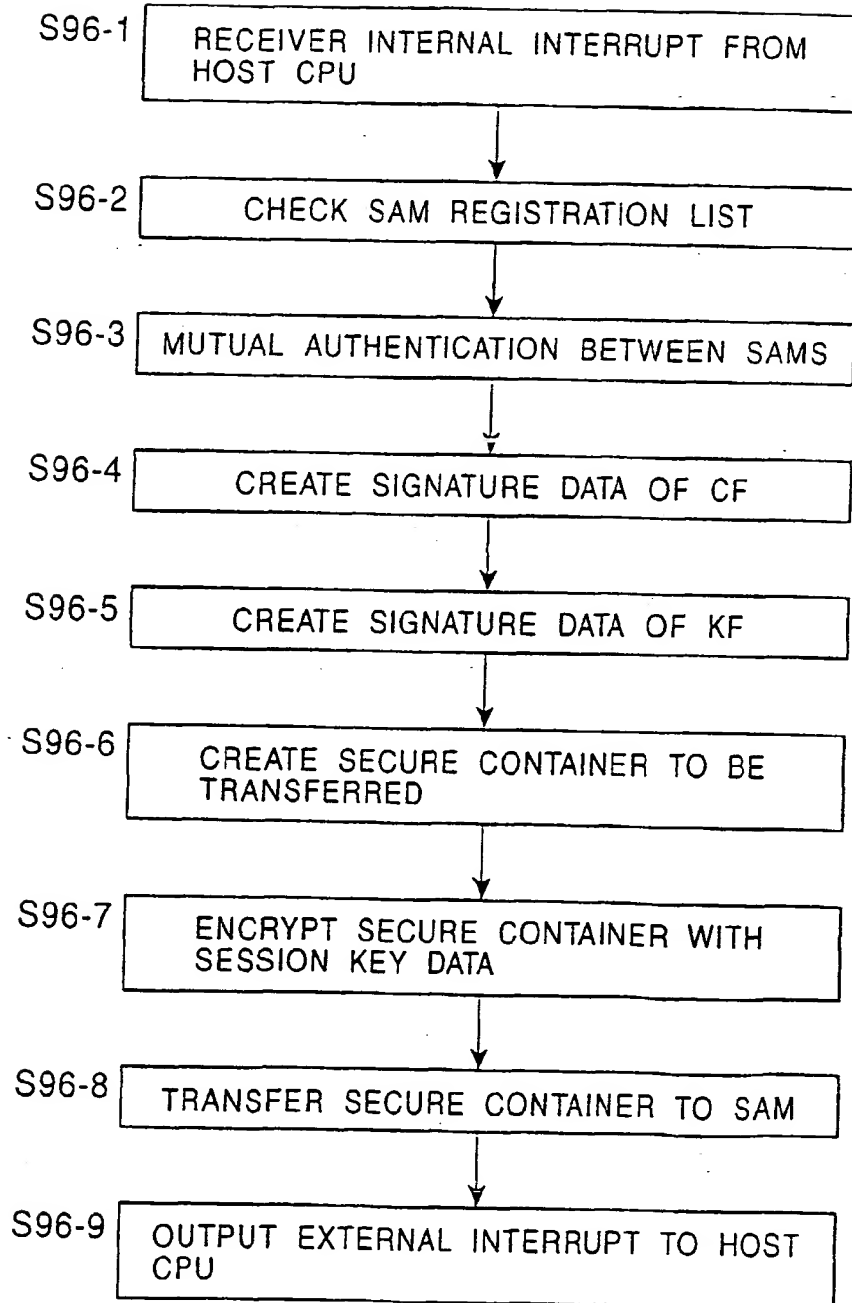 S96-1
RECEIVER INTERNAL INTERRUPT FROM
HOST CPU
S96-2
CHECK SAM REGISTRATION LIST
S96-3
MUTUAL AUTHENTICATION BETWEEN SAMS
S96-4
CREATE SIGNATURE DATA OF CF
S96-5
CREATE SIGNATURE DATA OF KF
S96-6
CREATE SECURE CONTAINER TO BE
TRANSFERRED
S96-7
ENCRYPT SECURE CONTAINER WITH
SESSION KEY DATA
S96-8
TRANSFER SECURE CONTAINER TO SAM
S96-9
OUTPUT EXTERNAL INTERRUPT TO HOST
CPU